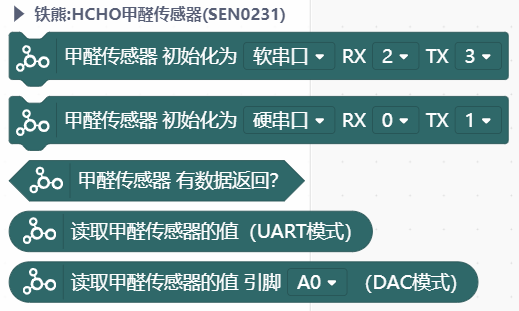 铁熊:HCHO甲醛传感器(SEN0231)
甲醛传感器 初始化为 软串口 RX 2 TX 3
甲醛传感器 初始化为 硬串口 RX 0 TX 1
甲醛传感器 有数据返回?
读取甲醛传感器的值（UART模式）
读取甲醛传感器的值 引脚 A0 （DAC模式)